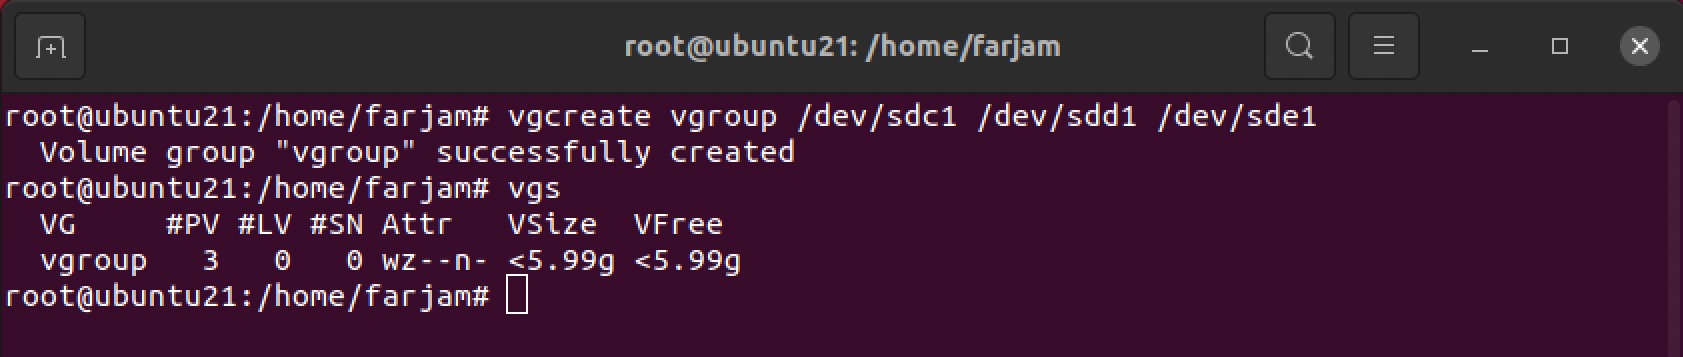 root@ubuntu21: /home/farjam
root@ubuntu21:/home/farjam# vgcreate vgroup /dev/sdc1 /dev/sdd1 /dev/sde1
  Volume group "vgroup" successfully created
root@ubuntu21:/home/farjam# vgs
  VG     #PV #LV #SN Attr   VSize  VFree
  vgroup   3   0   0 wz--n- <5.99g <5.99g
root@ubuntu21:/home/farjam#